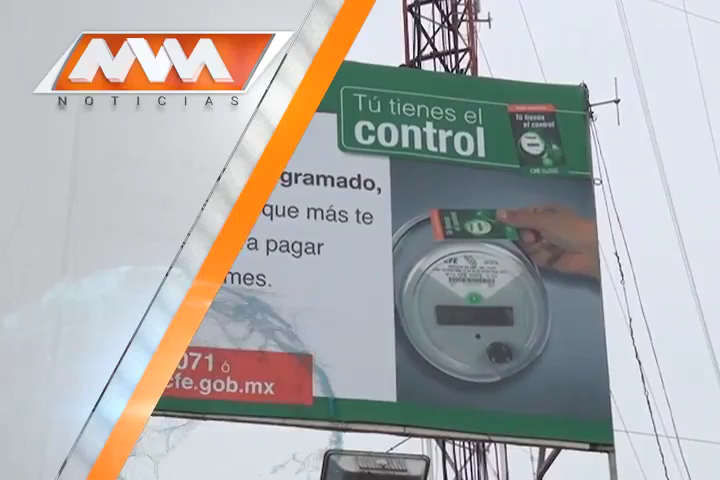 MVM
NOTICIAS
Tú tienes el
control
Tú tienes
el control
gramado,
que más te
a pagar
mes.
071 ó
cfe.gob.mx
CFE